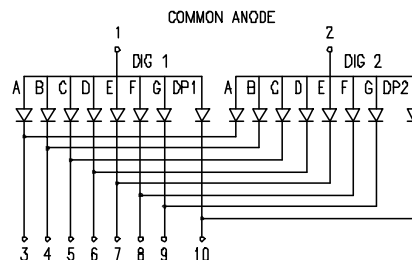 COMMON ANODE
1 2
DIG 1 DIG 2
A B C D E F G DP1 A B C D E F G DP2
3 4 5 6 7 8 9 10